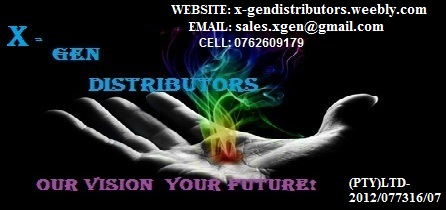 WEBSITE: x-gendistributors.weebly.com
EMAIL: sales.xgen@gmail.com
CELL: 0762609179
X-
GEN
DISTRIBUTORS
OUR VISION YOUR FUTURE!
(PTY)LTD-
2012/077316/07